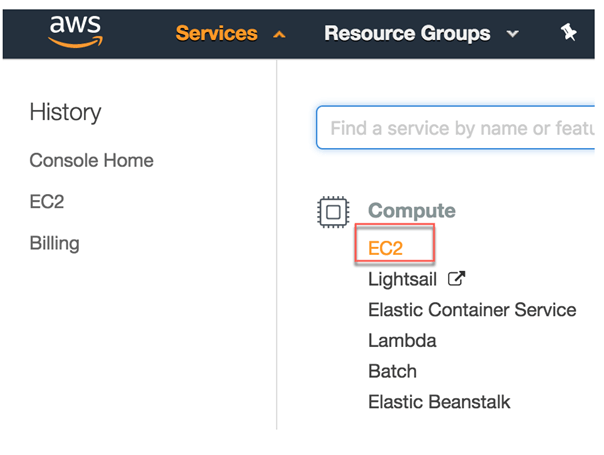 aws
Services
Resource Groups
History
Console Home
EC2
Billing
Find a service by name or featu
Compute
EC2
Lightsail
Elastic Container Service
Lambda
Batch
Elastic Beanstalk